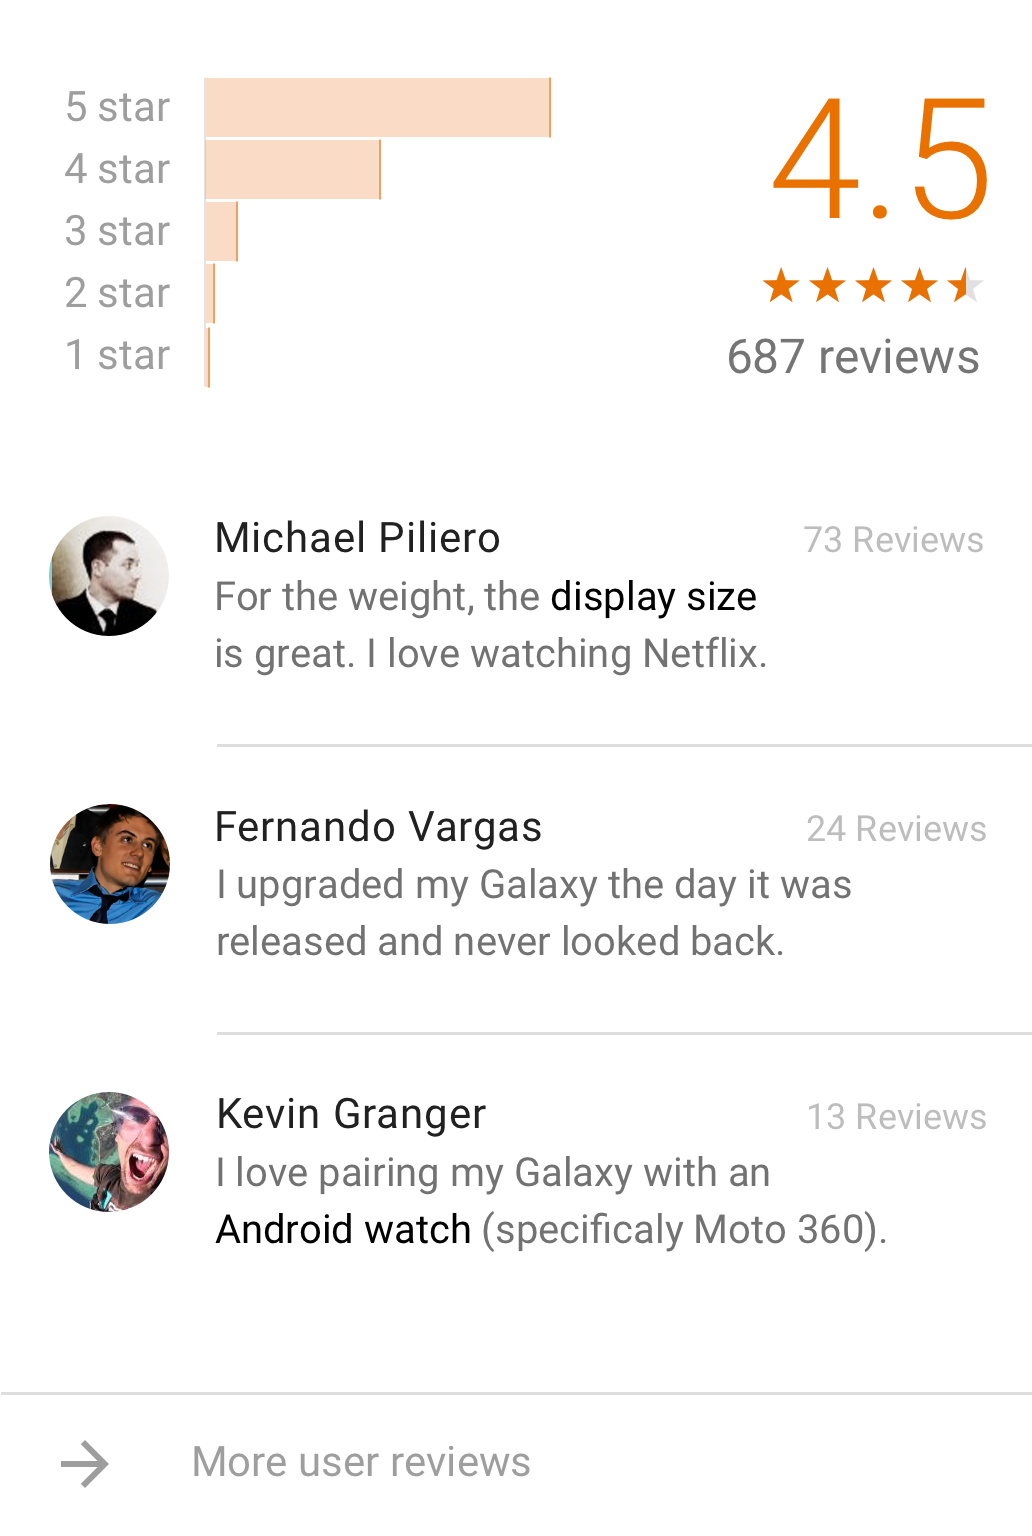 5 star
4 star
3 star
2 star
1 star
4.5
687 reviews
Michael Piliero
73 Reviews
For the weight, the display size
is great. I love watching Netflix.
Fernando Vargas
24 Reviews
I upgraded my Galaxy the day it was
released and never looked back.
Kevin Granger
13 Reviews
I love pairing my Galaxy with an
Android watch (specificaly Moto 360).
More user reviews